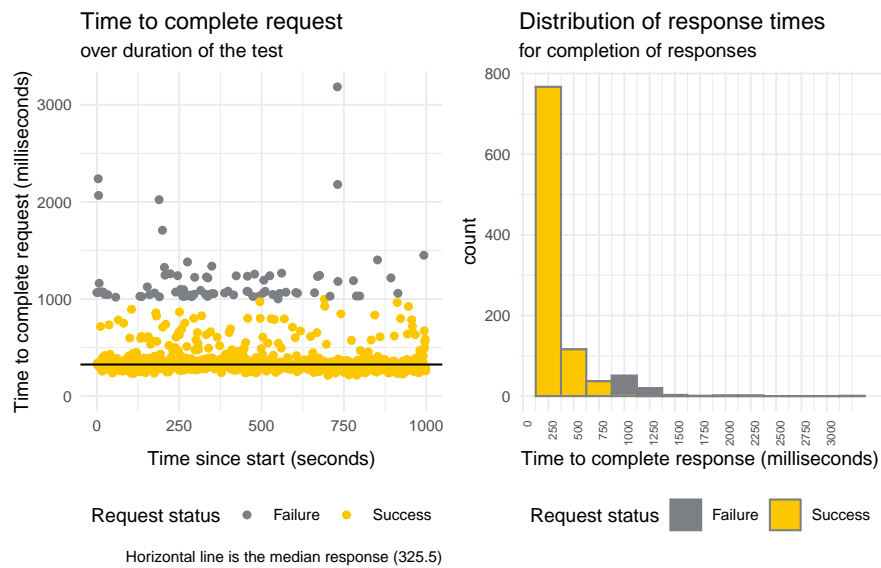 Time to complete request
over duration of the test
Time to complete request (milliseconds)
3000
2000
1000
0
0 250 500 750 1000
Time since start (seconds)
Request status Failure Success
Horizontal line is the median response (325.5)
Distribution of response times
for completion of responses
count
800
600
400
200
0
0 250 500 750 1000 1250 1500 1750 2000 2250 2500 2750 3000
Time to complete response (milliseconds)
Request status Failure Success